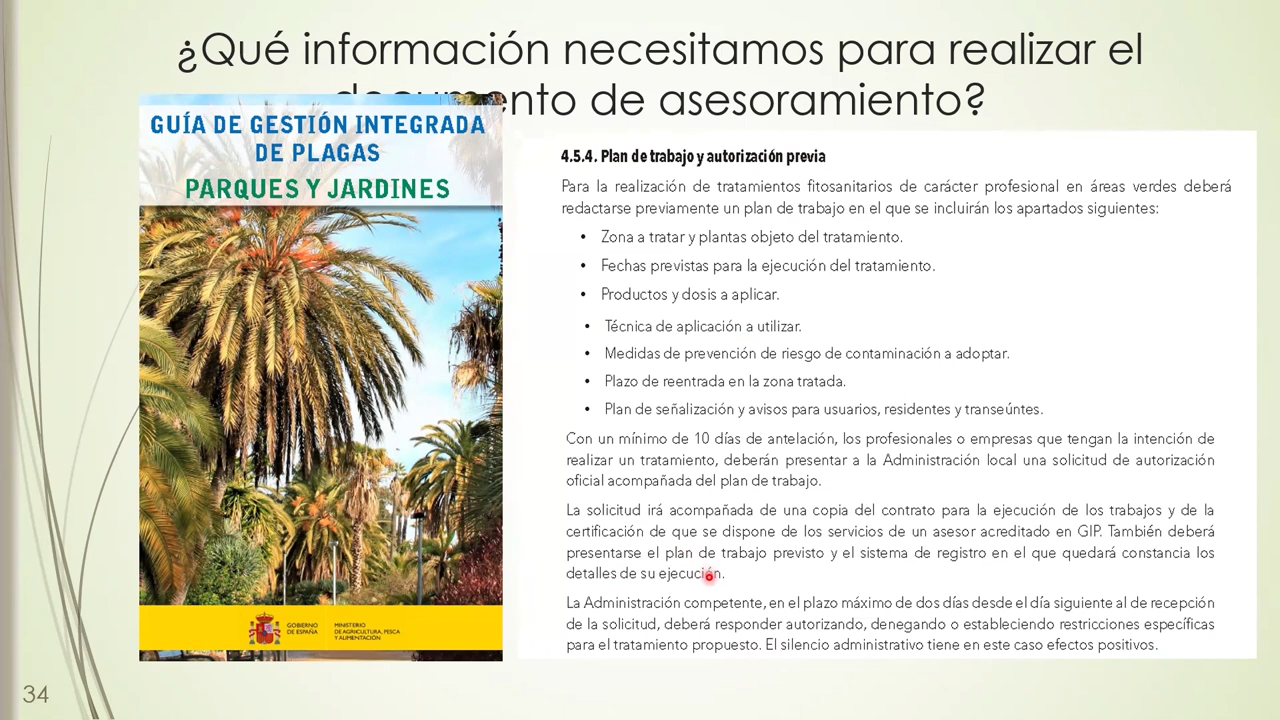 ¿Qué información necesitamos para realizar el
documento de asesoramiento?
GUÍA DE GESTIÓN INTEGRADA
DE PLAGAS
PARQUES Y JARDINES
GOBIERNO
DE ESPAÑA
MINISTERIO
DE AGRICULTURA, PESCA
Y ALIMENTACIÓN
4.5.4. Plan de trabajo y autorización previa
Para la realización de tratamientos fitosanitarios de carácter profesional en áreas verdes deberá
redactarse previamente un plan de trabajo en el que se incluirán los apartados siguientes:
• Zona a tratar y plantas objeto del tratamiento.
• Fechas previstas para la ejecución del tratamiento.
• Productos y dosis a aplicar.
• Técnica de aplicación a utilizar.
• Medidas de prevención de riesgo de contaminación a adoptar.
• Plazo de reentrada en la zona tratada.
• Plan de señalización y avisos para usuarios, residentes y transeúntes.
Con un mínimo de 10 días de antelación, los profesionales o empresas que tengan la intención de
realizar un tratamiento, deberán presentar a la Administración local una solicitud de autorización
oficial acompañada del plan de trabajo.
La solicitud irá acompañada de una copia del contrato para la ejecución de los trabajos y de la
certificación de que se dispone de los servicios de un asesor acreditado en GIP. También deberá
presentarse el plan de trabajo previsto y el sistema de registro en el que quedará constancia los
detalles de su ejecución.
La Administración competente, en el plazo máximo de dos días desde el día siguiente al de recepción
de la solicitud, deberá responder autorizando, denegando o estableciendo restricciones específicas
para el tratamiento propuesto. El silencio administrativo tiene en este caso efectos positivos.
34